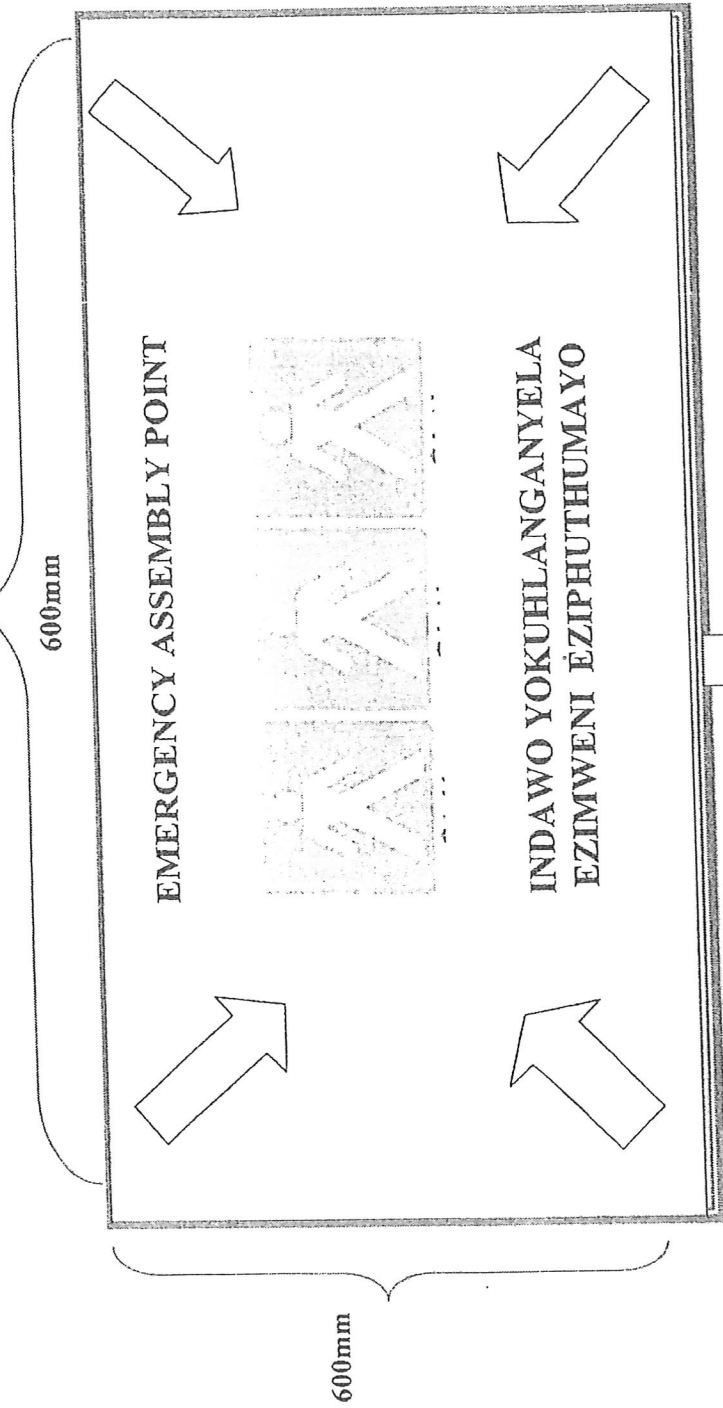 600mm
EMERGENCY ASSEMBLY POINT
INDAWO YOKUHLANGANYELA
EZIMWENI EZIPHUTHUMAYO
600mm